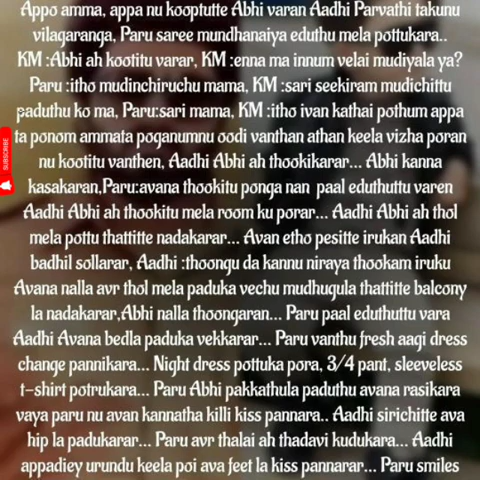 Appo amma, appa nu kooptutte Abhi varan Aadhi Parvathi takunu
vilagaranga, Paru saree mundhanaiya eduthu mela pottukara..
KM :Abhi ah kootitu varar, KM :enna ma innum velai mudiyala ya?
Paru :itho mudinchiruchu mama, KM :sari seekiram mudichittu
paduthu ko ma, Paru:sari mama, KM :itho ivan kathai pothum appa
ta ponom ammata poganumnu oodi vanthan athan keela vizha poran
nu kootitu vanthen, Aadhi Abhi ah thookikarar... Abhi kanna
kasakaran,Paru:avana thookitu ponga nan paal eduthuttu varen
Aadhi Abhi ah thookitu mela room ku porar... Aadhi Abhi ah thol
mela pottu thattitte nadakarar... Avan etho pesitte irukan Aadhi
badhil sollarar, Aadhi :thoongu da kannu niraya thookam iruku
Avana nalla avr thol mela paduka vechu mudhugula thattitte balcony
la nadakarar,Abhi nalla thoongaran... Paru paal eduthuttu vara
Aadhi Avana bedla paduka vekkarar... Paru vanthu fresh aagi dress
change pannikara... Night dress pottuka pora, 3/4 pant, sleeveless
t-shirt potrukara... Paru Abhi pakkathula paduthu avana rasikara
vaya paru nu avan kannatha killi kiss pannara.. Aadhi sirichitte ava
hip la padukarar... Paru avr thalai ah thadavi kudukara... Aadhi
appadiey urundu keela poi ava feet la kiss pannarar... Paru smiles
SUBSCRIBE